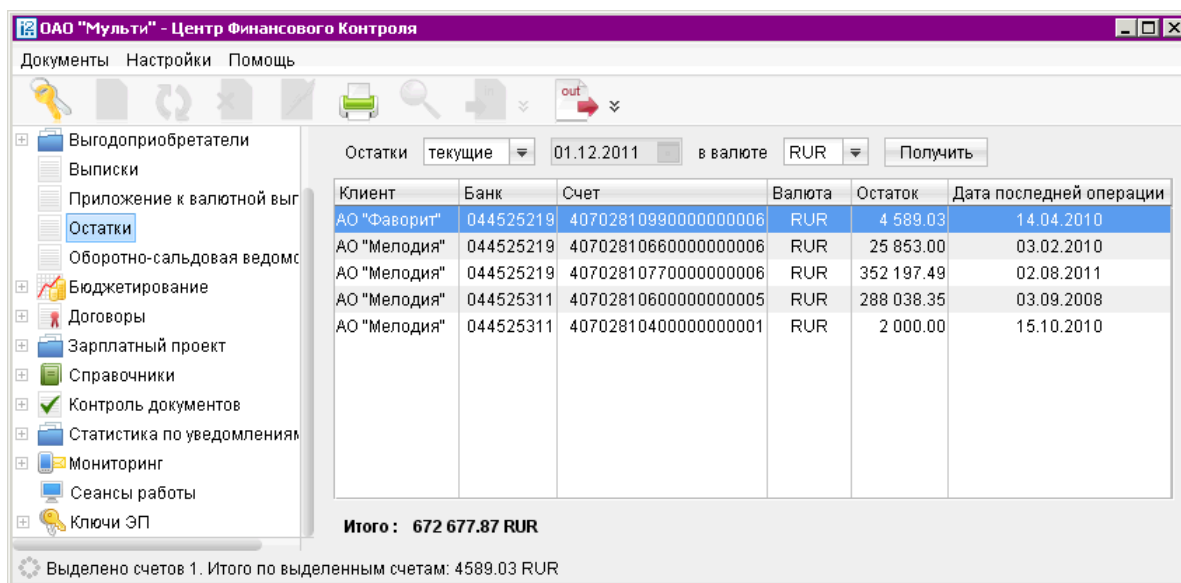 ОАО "Мульти" - Центр Финансового Контроля
Документы Настройки Помощь
in
out
Выгодоприобретатели
Выписки
Приложение к валютной выг
Остатки
Оборотно-сальдовая ведомс
Бюджетирование
Договоры
Зарплатный проект
Справочники
Контроль документов
Статистика по уведомлениям
Мониторинг
Сеансы работы
Ключи ЭП
Остатки текущие 01.12.2011 в валюте RUR Получить
Клиент Банк Счет Валюта Остаток Дата последней операции
АО "Фаворит" 044525219 40702810990000000006 RUR 4 589.03 14.04.2010
АО "Мелодия" 044525219 40702810660000000006 RUR 25 853.00 03.02.2010
АО "Мелодия" 044525219 40702810770000000006 RUR 352 197.49 02.08.2011
АО "Мелодия" 044525311 40702810600000000005 RUR 288 038.35 03.09.2008
АО "Мелодия" 044525311 40702810400000000001 RUR 2 000.00 15.10.2010
Итого : 672 677.87 RUR
Выделено счетов 1. Итого по выделенным счетам: 4589.03 RUR